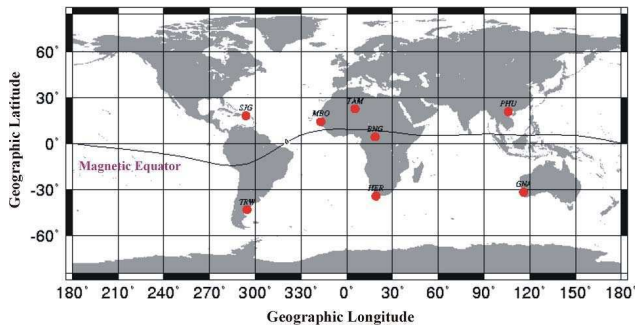 Geographic Latitude
60°
30°
0°
-30°
-60°
SJG
MBO
TAM
BNG
PHU
TRW
HER
GNA
0
Magnetic Equator
180° 210° 240° 270° 300° 330° 0° 30° 60° 90° 120° 150° 180°
Geographic Longitude